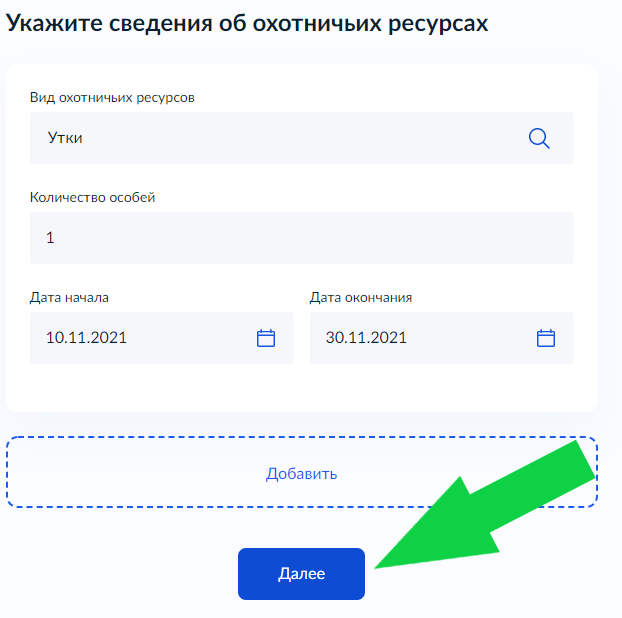 Укажите сведения об охотничьих ресурсах
Вид охотничьих ресурсов
Утки
Количество особей
1
Дата начала Дата окончания
10.11.2021 30.11.2021
Добавить
Далее